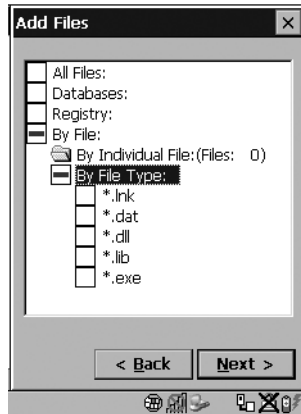 Add Files
All Files:
Databases:
Registry:
By File:
By Individual File:(Files: 0)
By File Type:
*.lnk
*.dat
*.dll
*.lib
*.exe
< Back
Next >